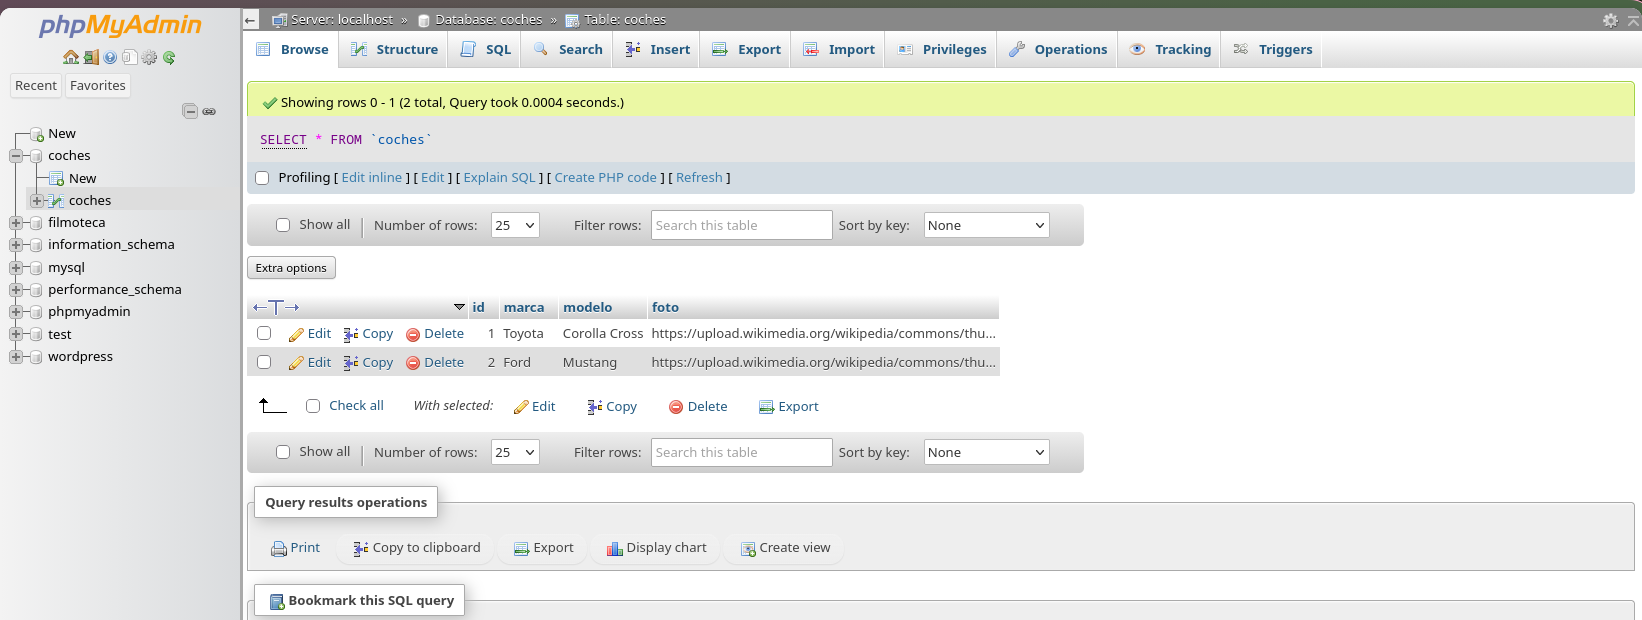 phpMyAdmin
Recent Favorites
New
coches
New
coches
filmoteca
information_schema
mysql
performance_schema
phpmyadmin
test
wordpress
← Server: localhost » Database: coches » Table: coches
Browse Structure SQL Search Insert Export Import Privileges Operations Tracking Triggers
Showing rows 0 - 1 (2 total, Query took 0.0004 seconds.)
SELECT * FROM `coches`
Profiling [ Edit inline ] [ Edit ] [ Explain SQL ] [ Create PHP code ] [ Refresh ]
Show all Number of rows: 25 Filter rows: Search this table Sort by key: None
Extra options
←T→ id marca modelo foto
Edit Copy Delete 1 Toyota Corolla Cross https://upload.wikimedia.org/wikipedia/commons/thu...
Edit Copy Delete 2 Ford Mustang https://upload.wikimedia.org/wikipedia/commons/thu...
Check all With selected: Edit Copy Delete Export
Show all Number of rows: 25 Filter rows: Search this table Sort by key: None
Query results operations
Print Copy to clipboard Export Display chart Create view
Bookmark this SQL query